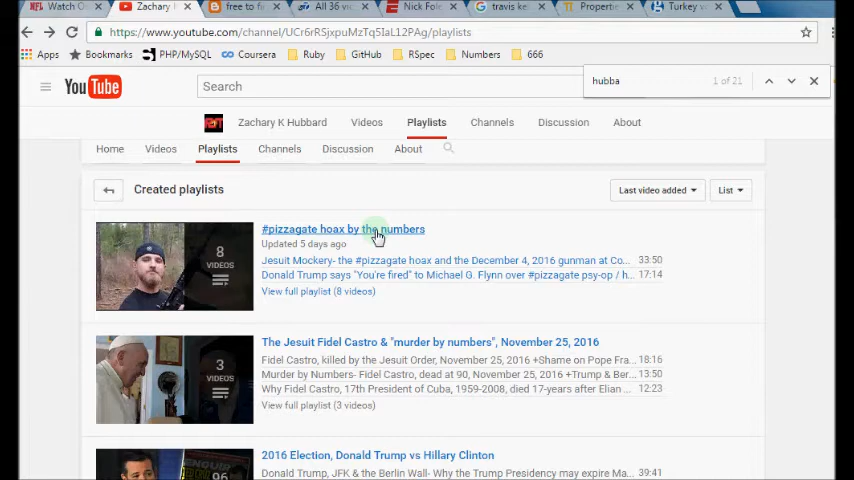 NFL Watch Cl
Zachary K
free to fi
All 36 vi
Nick Fol
travis kel
Properti
Turkey v
https://www.youtube.com/channel/UCr6rRSjxpuMzTq5IaL12PAg/playlists
Apps Bookmarks PHP/MySQL Coursera Ruby GitHub RSpec Numbers 666
hubba 1 of 21
YouTube Search
Zachary K Hubbard Videos Playlists Channels Discussion About
Home Videos Playlists Channels Discussion About
Created playlists Last video added List
#pizzagate hoax by the numbers
Updated 5 days ago
8 VIDEOS
Jesuit Mockery- the #pizzagate hoax and the December 4, 2016 gunman at Co... 33:50
Donald Trump says "You're fired" to Michael G. Flynn over #pizzagate psy-op / h... 17:14
View full playlist (8 videos)
The Jesuit Fidel Castro & "murder by numbers", November 25, 2016
3 VIDEOS
Fidel Castro, killed by the Jesuit Order, November 25, 2016 +Shame on Pope Fra... 18:16
Murder by Numbers- Fidel Castro, dead at 90, November 25, 2016 +Trump & Ber... 13:50
Why Fidel Castro, 17th President of Cuba, 1959-2008, died 17-years after Elian ... 12:23
View full playlist (3 videos)
2016 Election, Donald Trump vs Hillary Clinton
96
Donald Trump, JFK & the Berlin Wall- Why the Trump Presidency may expire Ma... 39:41